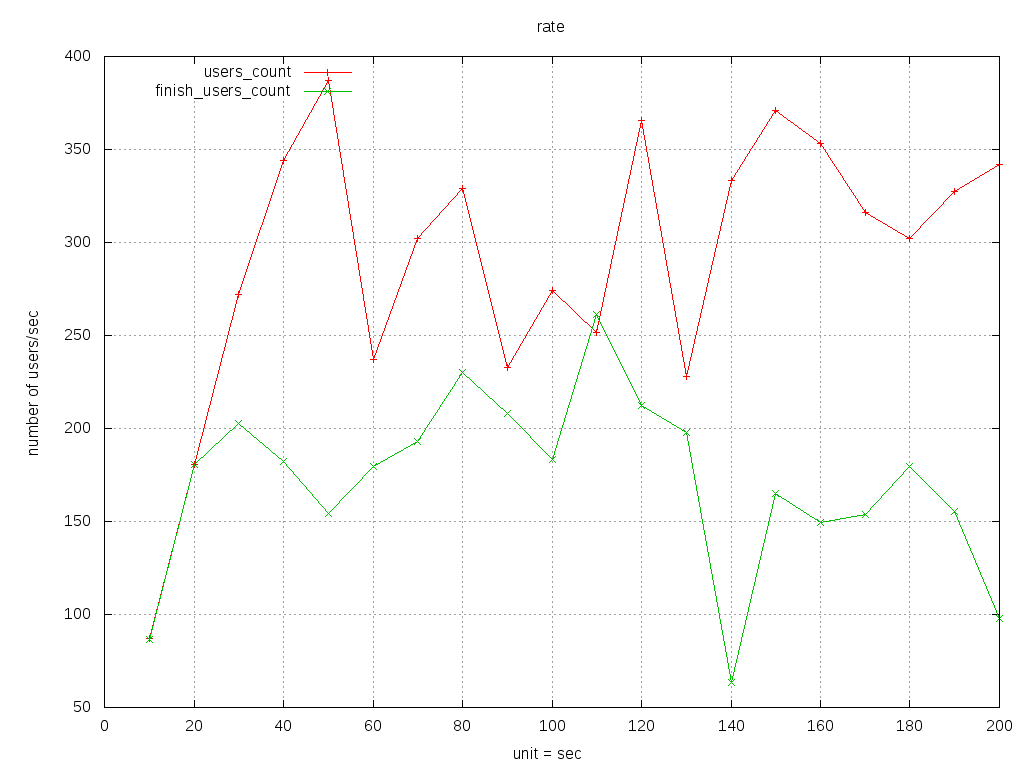 rate
400
users_count
finish_users_count
350
300
250
number of users/sec
200
150
100
50
0 20 40 60 80 100 120 140 160 180 200
unit = sec